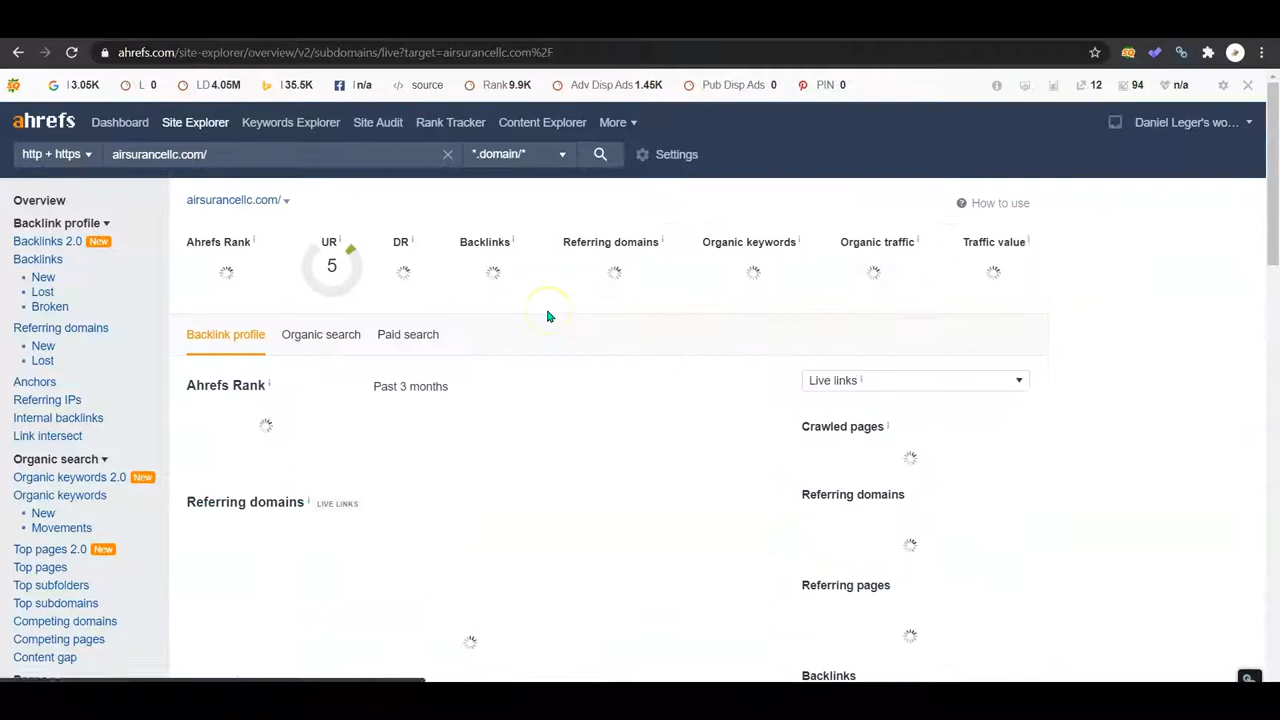 ahrefs.com/site-explorer/overview/v2/subdomains/live?target=airsurancellc.com%2F
I 3.05K L 0 LD 4.05M I 35.5K I n/a source Rank 9.9K Adv Disp Ads 1.45K Pub Disp Ads 0 PIN 0 12 94 n/a
ahrefs Dashboard Site Explorer Keywords Explorer Site Audit Rank Tracker Content Explorer More Daniel Leger's wo...
http + https airsurancellc.com/ *.domain/* Settings
Overview
Backlink profile
Backlinks 2.0 New
Backlinks
New
Lost
Broken
Referring domains
New
Lost
Anchors
Referring IPs
Internal backlinks
Link intersect
Organic search
Organic keywords 2.0 New
Organic keywords
New
Movements
Top pages 2.0 New
Top pages
Top subfolders
Top subdomains
Competing domains
Competing pages
Content gap
airsurancellc.com/ How to use
Ahrefs Rank UR DR Backlinks Referring domains Organic keywords Organic traffic Traffic value
5
Backlink profile Organic search Paid search
Ahrefs Rank Past 3 months
Live links
Crawled pages
Referring domains LIVE LINKS
Referring domains
Referring pages
Backlinks